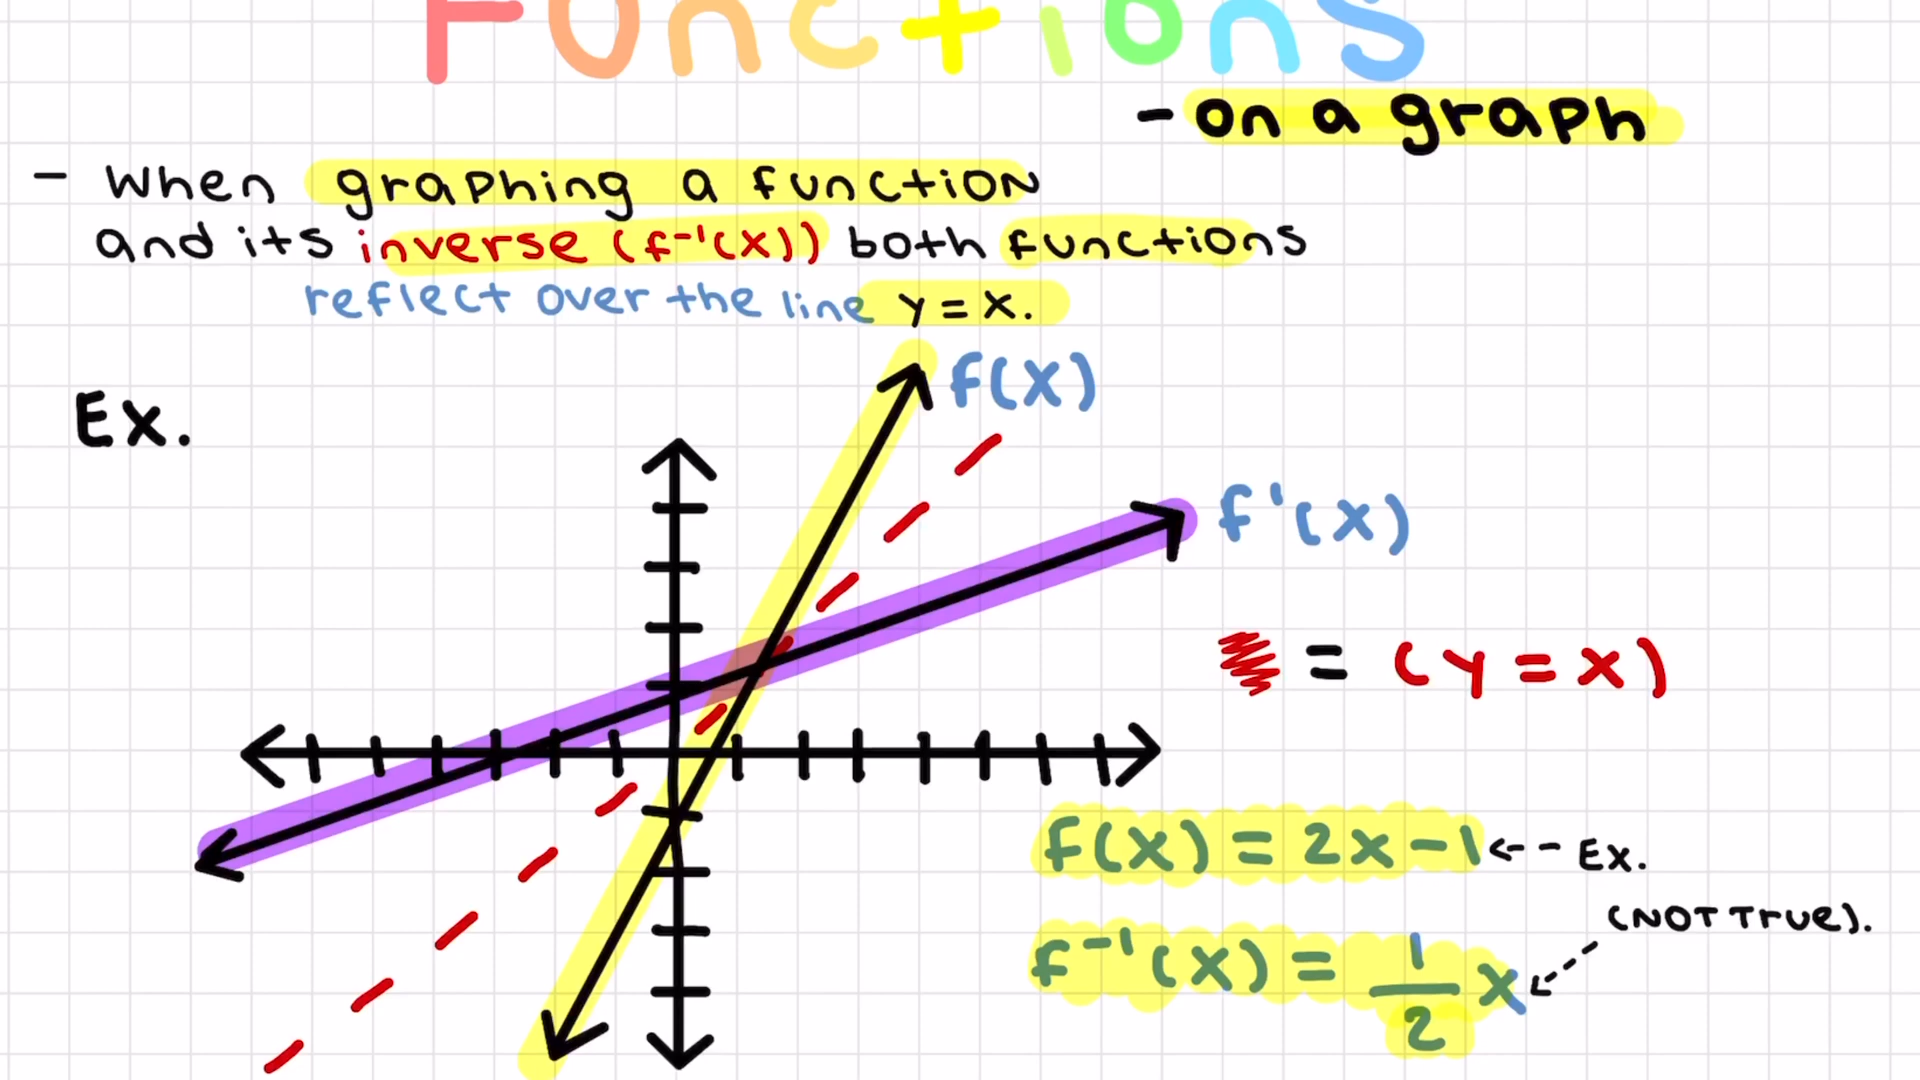 Functions
- on a graph
- When graphing a function
and its inverse (f⁻¹(x)) both functions
reflect over the line y = x.
Ex.
f(x)
f'(x)
= (y = x)
f(x) = 2x - 1 <-- Ex.
(NOT True).
f⁻¹(x) = 1/2 x